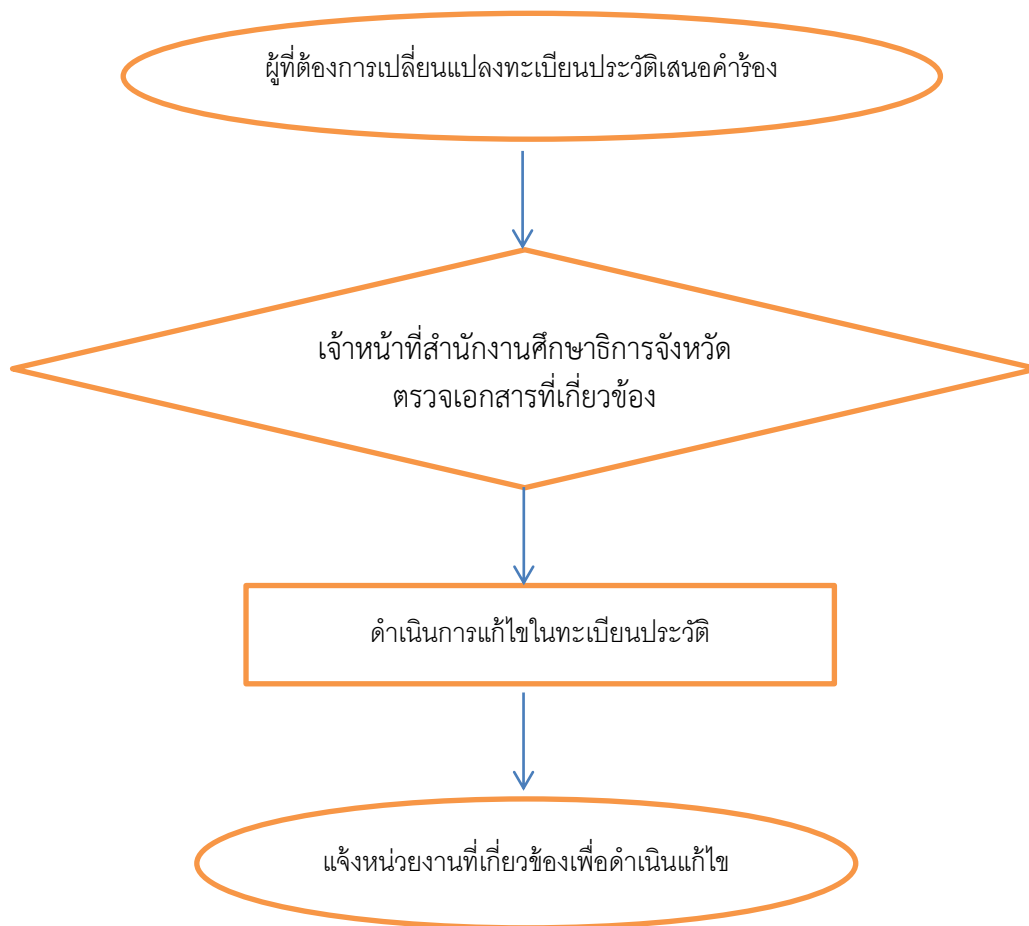 ผู้ที่ต้องการเปลี่ยนแปลงทะเบียนประวัติเสนอคำร้อง
เจ้าหน้าที่สำนักงานศึกษาธิการจังหวัด
ตรวจเอกสารที่เกี่ยวข้อง
ดำเนินการแก้ไขในทะเบียนประวัติ
แจ้งหน่วยงานที่เกี่ยวข้องเพื่อดำเนินแก้ไข